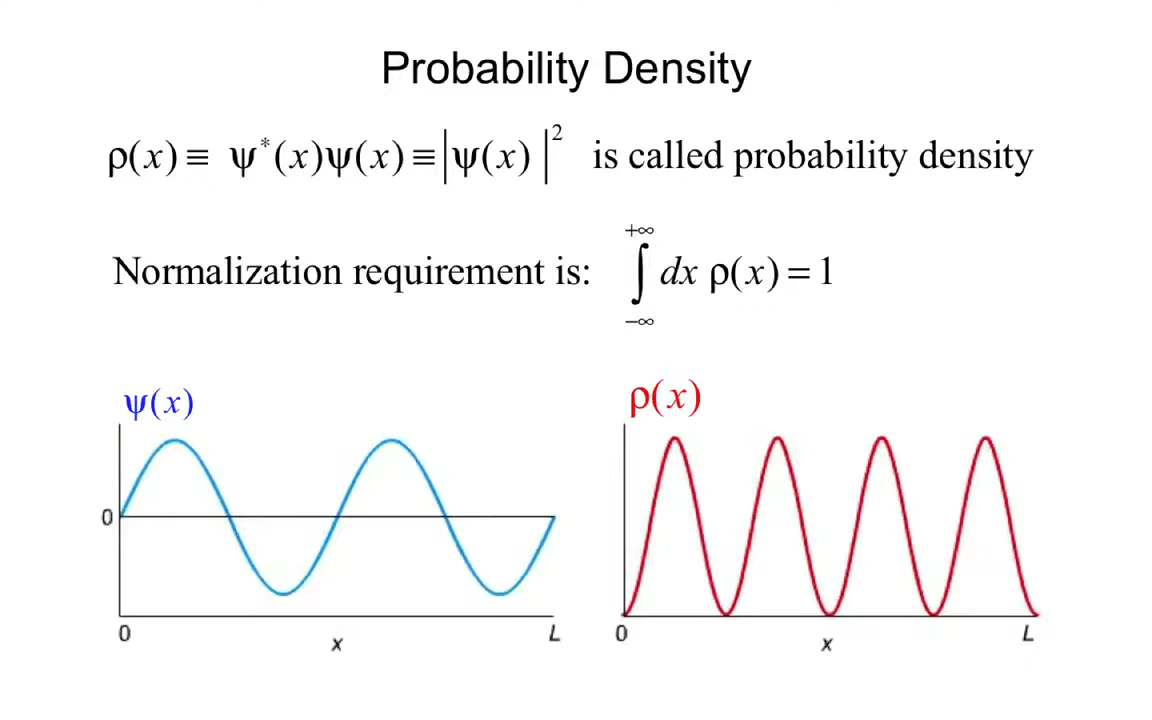 Probability Density
ρ(x) ≡ ψ*(x)ψ(x) ≡ |ψ(x)|² is called probability density
Normalization requirement is: ∫_{−∞}^{+∞} dx ρ(x) = 1
ψ(x)
0
0
x
L
ρ(x)
0
x
L